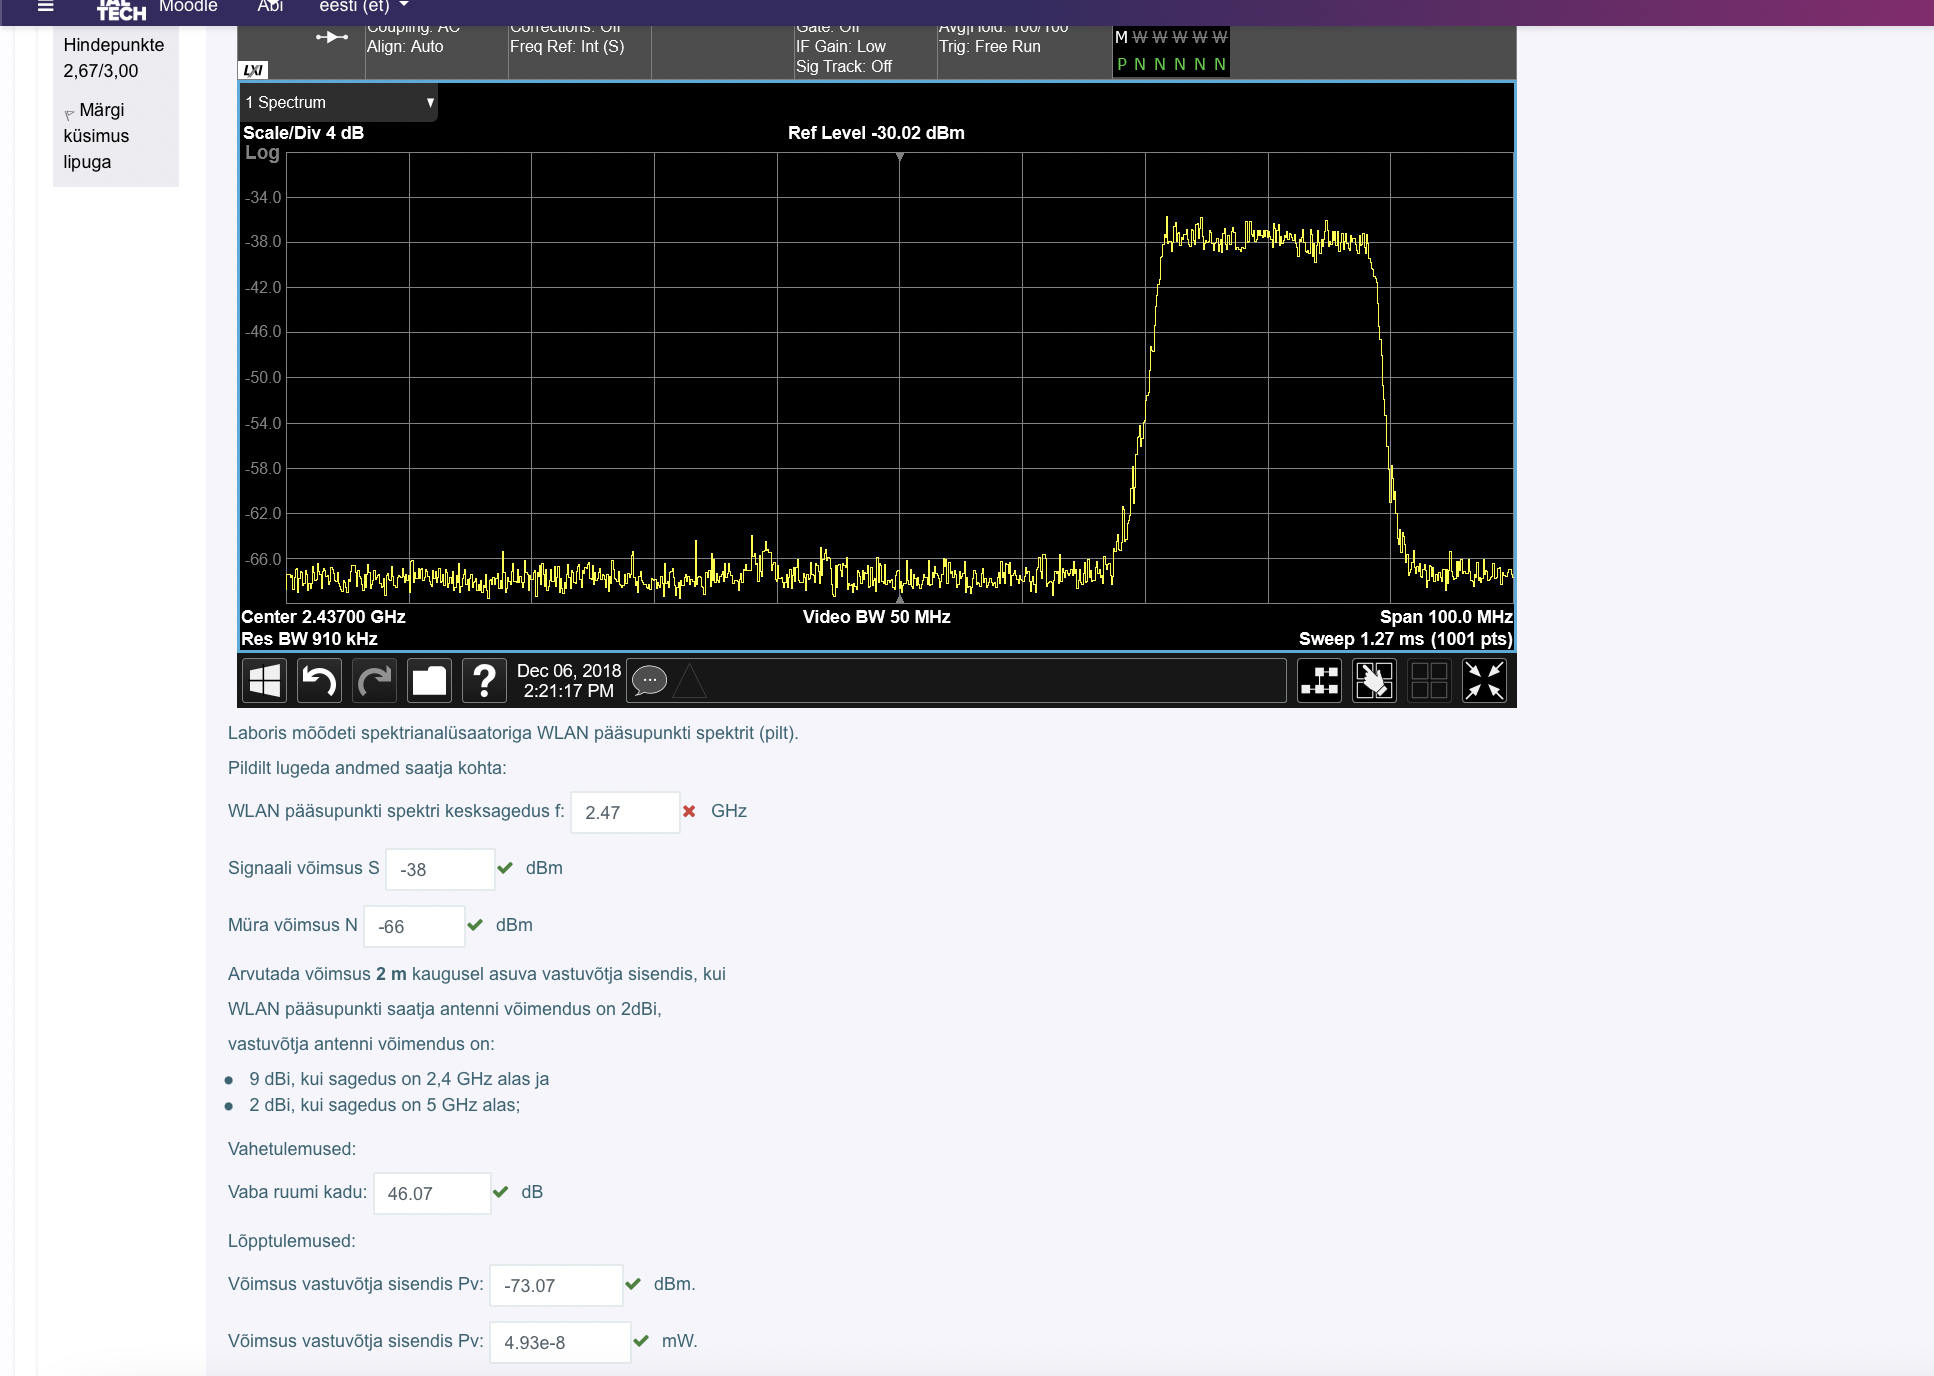 TECH Moodle Abi eesti (et)
Hindepunkte
2,67/3,00
Märgi
küsimus
lipuga
LXI
Coupling: AC
Align: Auto
Corrections: Off
Freq Ref: Int (S)
Gate: Off
IF Gain: Low
Sig Track: Off
Avg|Hold: 100/100
Trig: Free Run
M W W W W W
P N N N N N
1 Spectrum
Scale/Div 4 dB
Ref Level -30.02 dBm
Log
-34.0
-38.0
-42.0
-46.0
-50.0
-54.0
-58.0
-62.0
-66.0
Center 2.43700 GHz
Video BW 50 MHz
Span 100.0 MHz
Res BW 910 kHz
Sweep 1.27 ms (1001 pts)
?
Dec 06, 2018
2:21:17 PM
Laboris mõõdeti spektrianalüsaatoriga WLAN pääsupunkti spektrit (pilt).
Pildilt lugeda andmed saatja kohta:
WLAN pääsupunkti spektri kesksagedus f: 2.47 GHz
Signaali võimsus S -38 dBm
Müra võimsus N -66 dBm
Arvutada võimsus 2 m kaugusel asuva vastuvõtja sisendis, kui
WLAN pääsupunkti saatja antenni võimendus on 2dBi,
vastuvõtja antenni võimendus on:
9 dBi, kui sagedus on 2,4 GHz alas ja
2 dBi, kui sagedus on 5 GHz alas;
Vahetulemused:
Vaba ruumi kadu: 46.07 dB
Lõpptulemused:
Võimsus vastuvõtja sisendis Pv: -73.07 dBm.
Võimsus vastuvõtja sisendis Pv: 4.93e-8 mW.